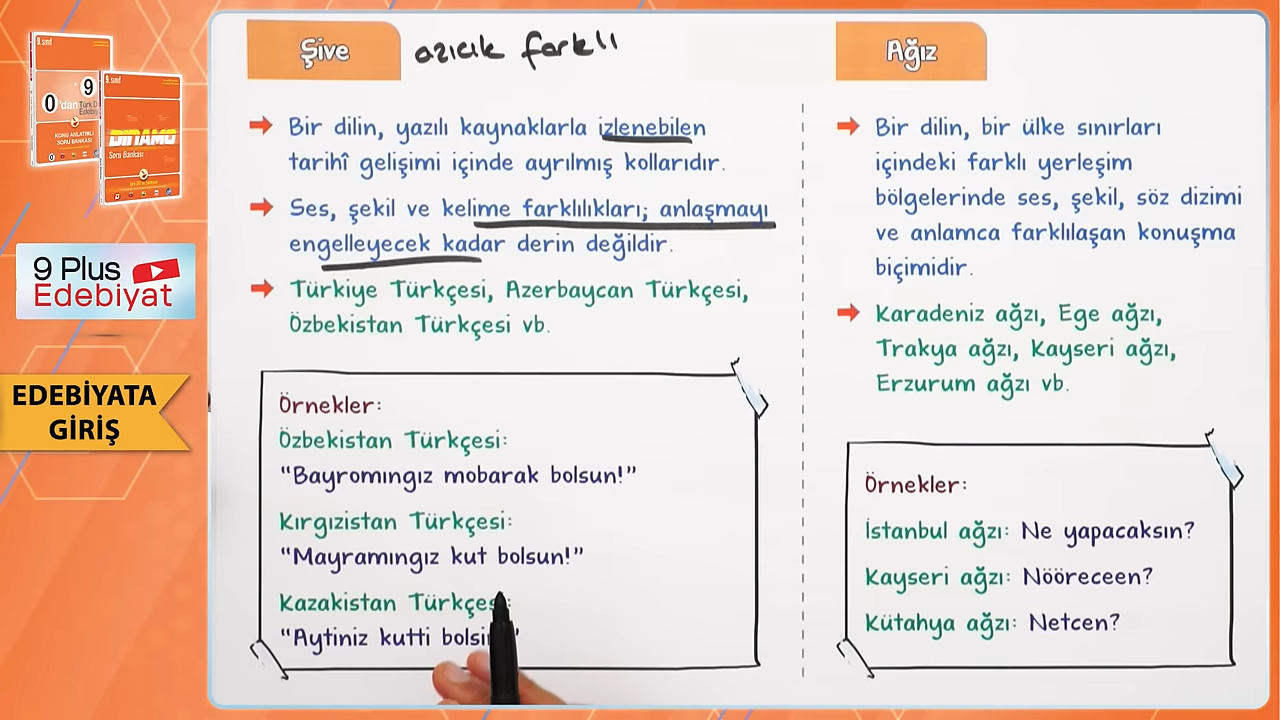 9.sınıf
0'dan 9
KONU ANLATIMLI
SORU BANKASI
9.sınıf
DİNAMO
Soru Bankası
9 Plus
Edebiyat
EDEBİYATA
GİRİŞ
Şive
azıcık farklı
Bir dilin, yazılı kaynaklarla izlenebilen
tarihî gelişimi içinde ayrılmış kollarıdır.
Ses, şekil ve kelime farklılıkları; anlaşmayı
engelleyecek kadar derin değildir.
Türkiye Türkçesi, Azerbaycan Türkçesi,
Özbekistan Türkçesi vb.
Örnekler:
Özbekistan Türkçesi:
“Bayromıngız mobarak bolsun!”
Kırgızistan Türkçesi:
“Mayramıngız kut bolsun!”
Kazakistan Türkçesi:
“Aytiniz kutti
Ağız
Bir dilin, bir ülke sınırları
içindeki farklı yerleşim
bölgelerinde ses, şekil, söz dizimi
ve anlamca farklılaşan konuşma
biçimidir.
Karadeniz ağzı, Ege ağzı,
Trakya ağzı, Kayseri ağzı,
Erzurum ağzı vb.
Örnekler:
İstanbul ağzı: Ne yapacaksın?
Kayseri ağzı: Nööreceen?
Kütahya ağzı: Netcen?